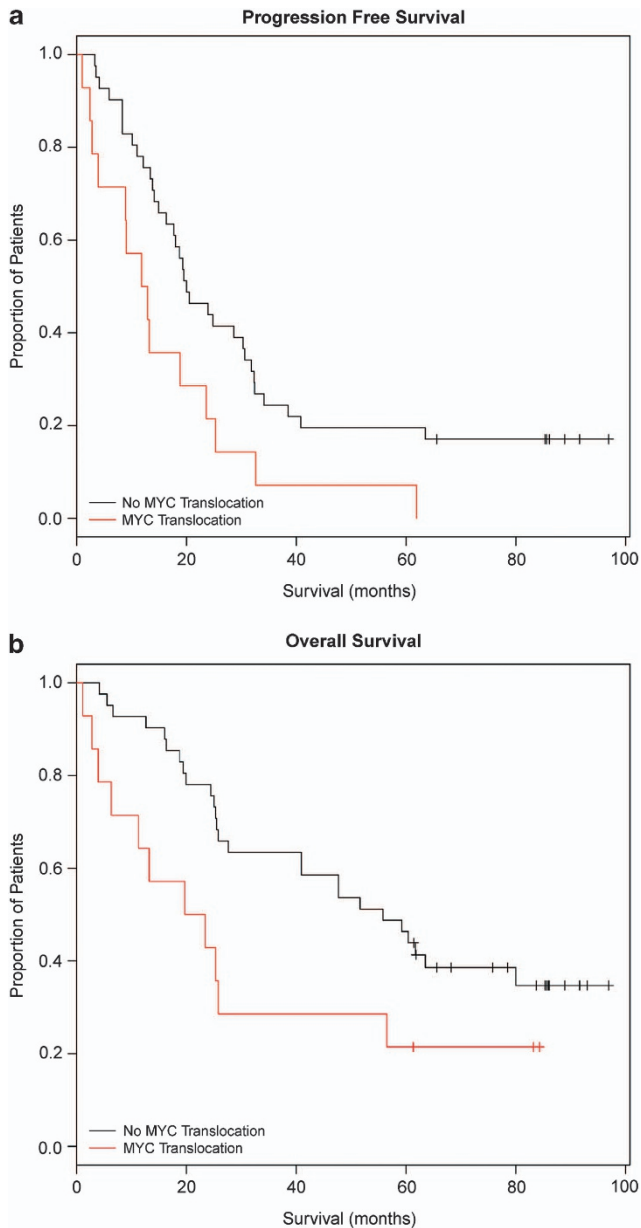 a
Progression Free Survival
1.0
0.8
0.6
0.4
0.2
0.0
Proportion of Patients
No MYC Translocation
MYC Translocation
0 20 40 60 80 100
Survival (months)
b
Overall Survival
1.0
0.8
0.6
0.4
0.2
0.0
Proportion of Patients
No MYC Translocation
MYC Translocation
0 20 40 60 80 100
Survival (months)